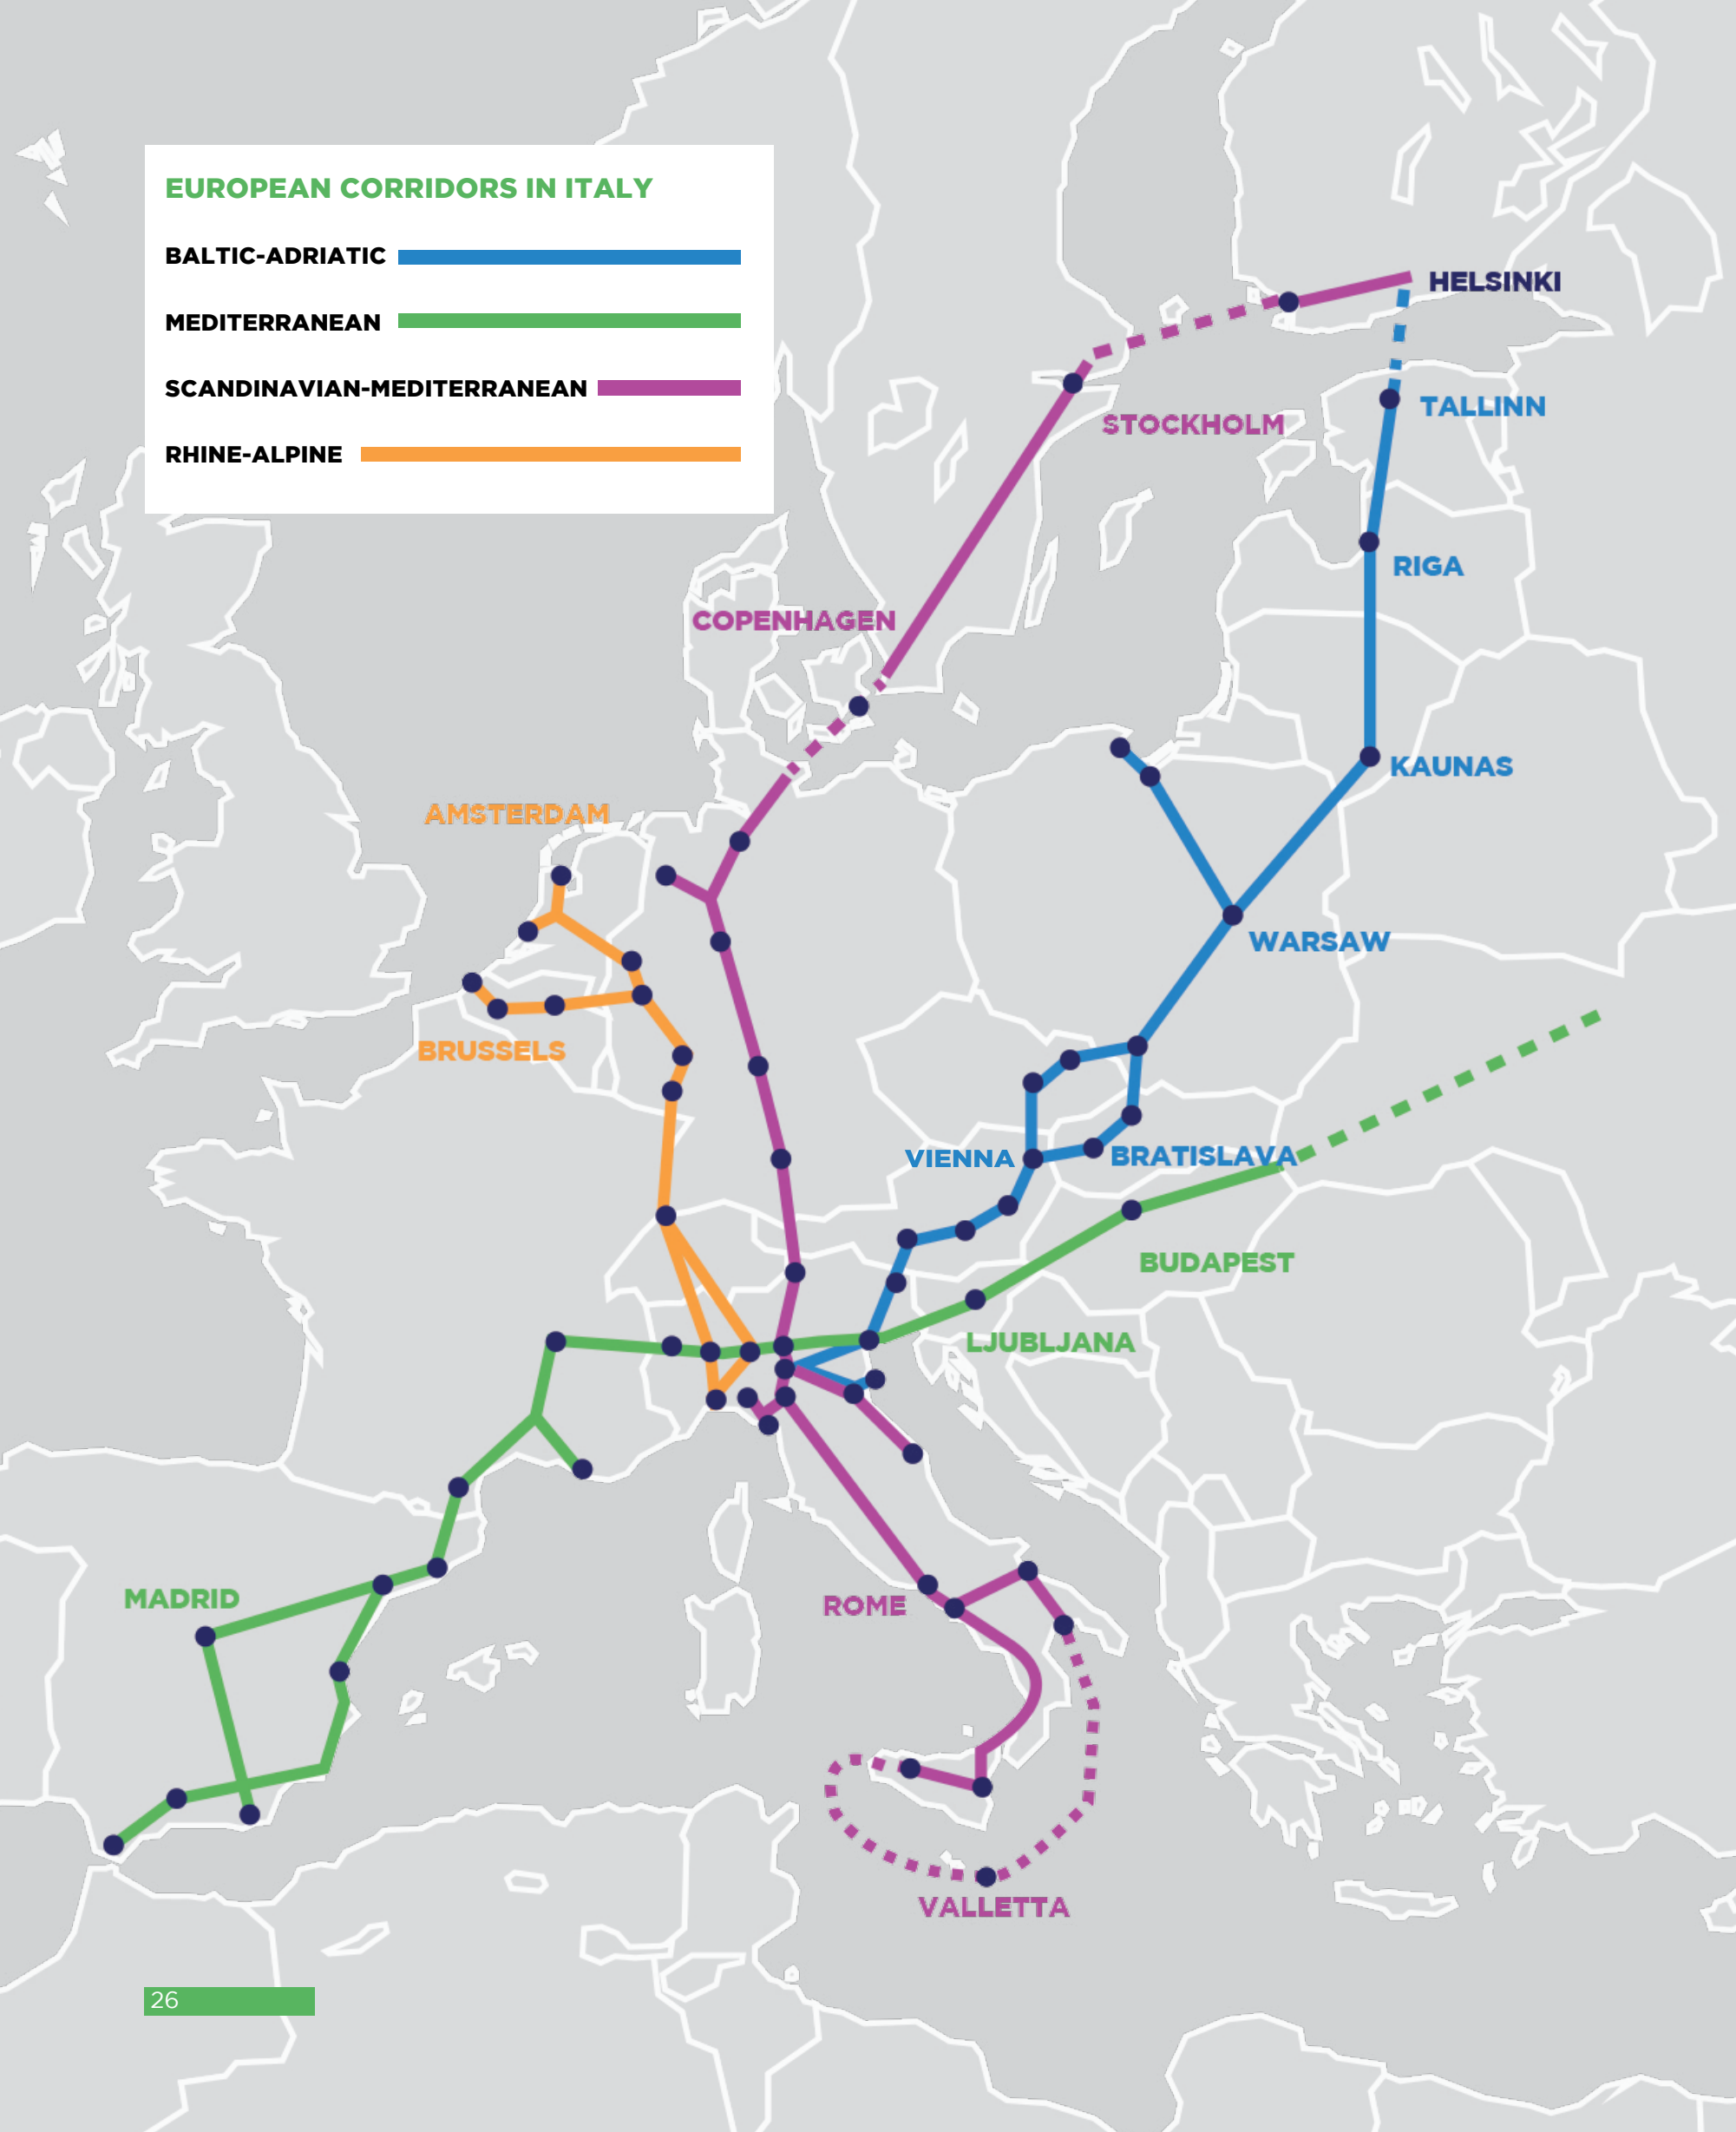 EUROPEAN CORRIDORS IN ITALY
BALTIC-ADRIATIC
MEDITERRANEAN
SCANDINAVIAN-MEDITERRANEAN
RHINE-ALPINE
HELSINKI
TALLINN
STOCKHOLM
RIGA
COPENHAGEN
KAUNAS
AMSTERDAM
WARSAW
BRUSSELS
VIENNA
BRATISLAVA
BUDAPEST
LJUBLJANA
MADRID
ROME
VALLETTA
26